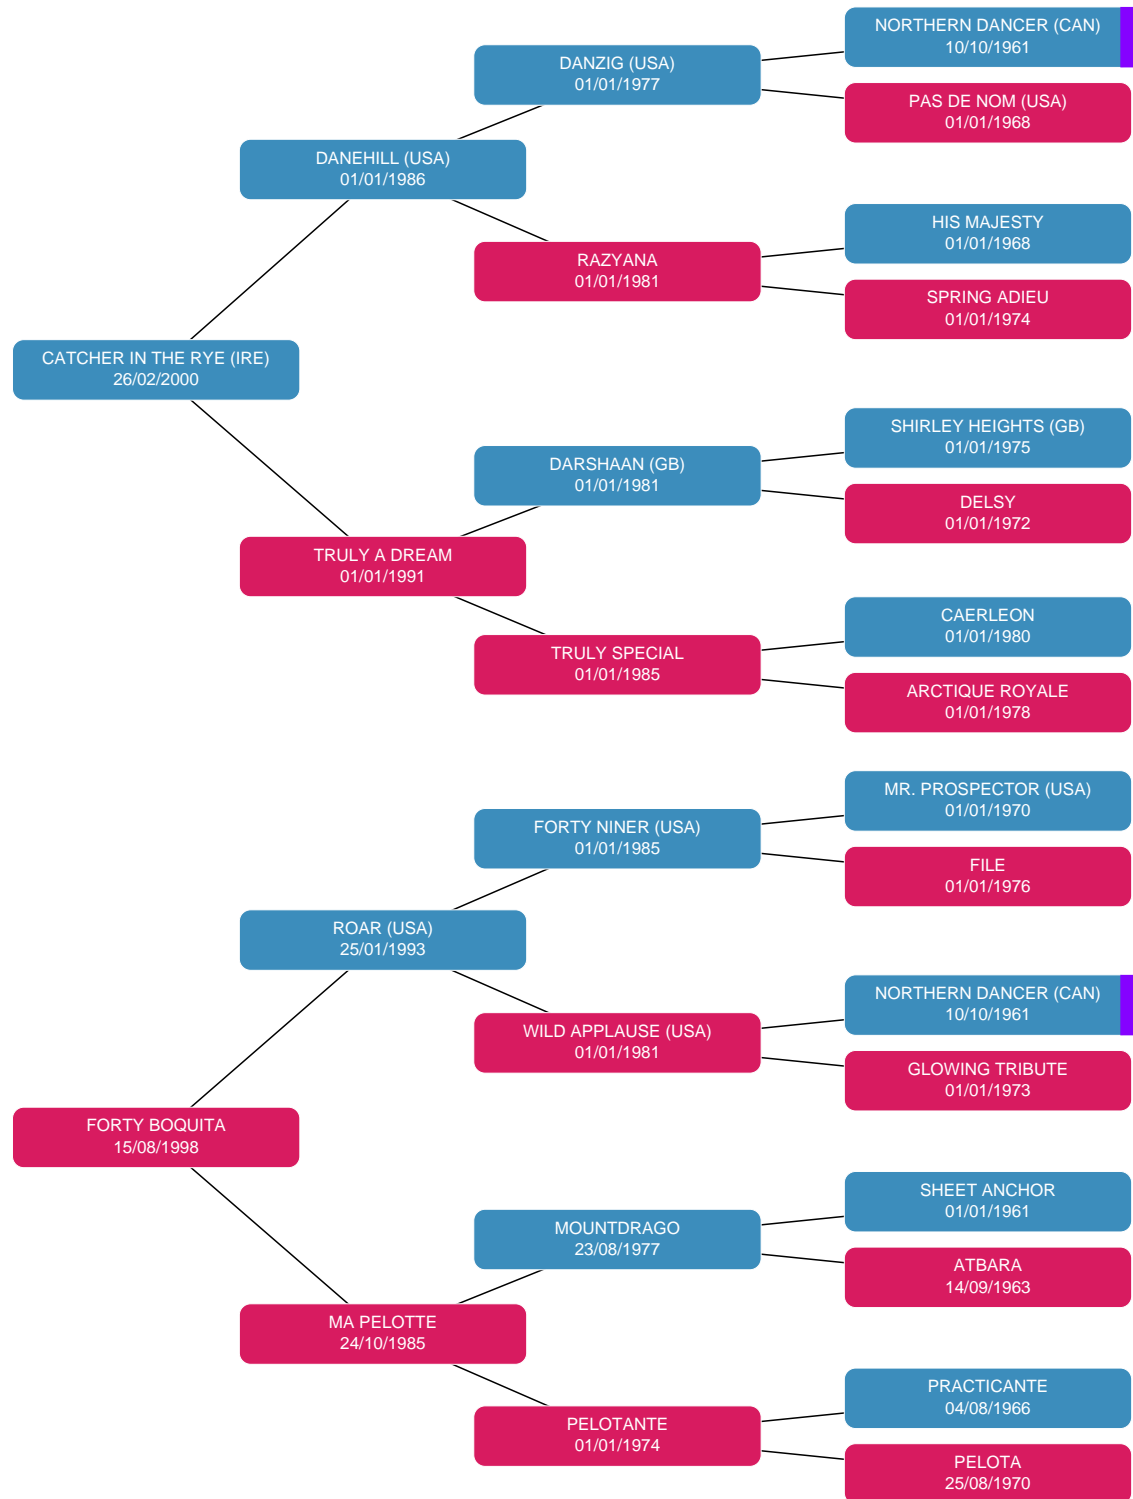 NORTHERN DANCER (CAN)
10/10/1961
DANZIG (USA)
01/01/1977
PAS DE NOM (USA)
01/01/1968
DANEHILL (USA)
01/01/1986
HIS MAJESTY
01/01/1968
RAZYANA
01/01/1981
SPRING ADIEU
01/01/1974
CATCHER IN THE RYE (IRE)
26/02/2000
SHIRLEY HEIGHTS (GB)
01/01/1975
DARSHAAN (GB)
01/01/1981
DELSY
01/01/1972
TRULY A DREAM
01/01/1991
CAERLEON
01/01/1980
TRULY SPECIAL
01/01/1985
ARCTIQUE ROYALE
01/01/1978
MR. PROSPECTOR (USA)
01/01/1970
FORTY NINER (USA)
01/01/1985
FILE
01/01/1976
ROAR (USA)
25/01/1993
NORTHERN DANCER (CAN)
10/10/1961
WILD APPLAUSE (USA)
01/01/1981
GLOWING TRIBUTE
01/01/1973
FORTY BOQUITA
15/08/1998
SHEET ANCHOR
01/01/1961
MOUNTDRAGO
23/08/1977
ATBARA
14/09/1963
MA PELOTTE
24/10/1985
PRACTICANTE
04/08/1966
PELOTANTE
01/01/1974
PELOTA
25/08/1970